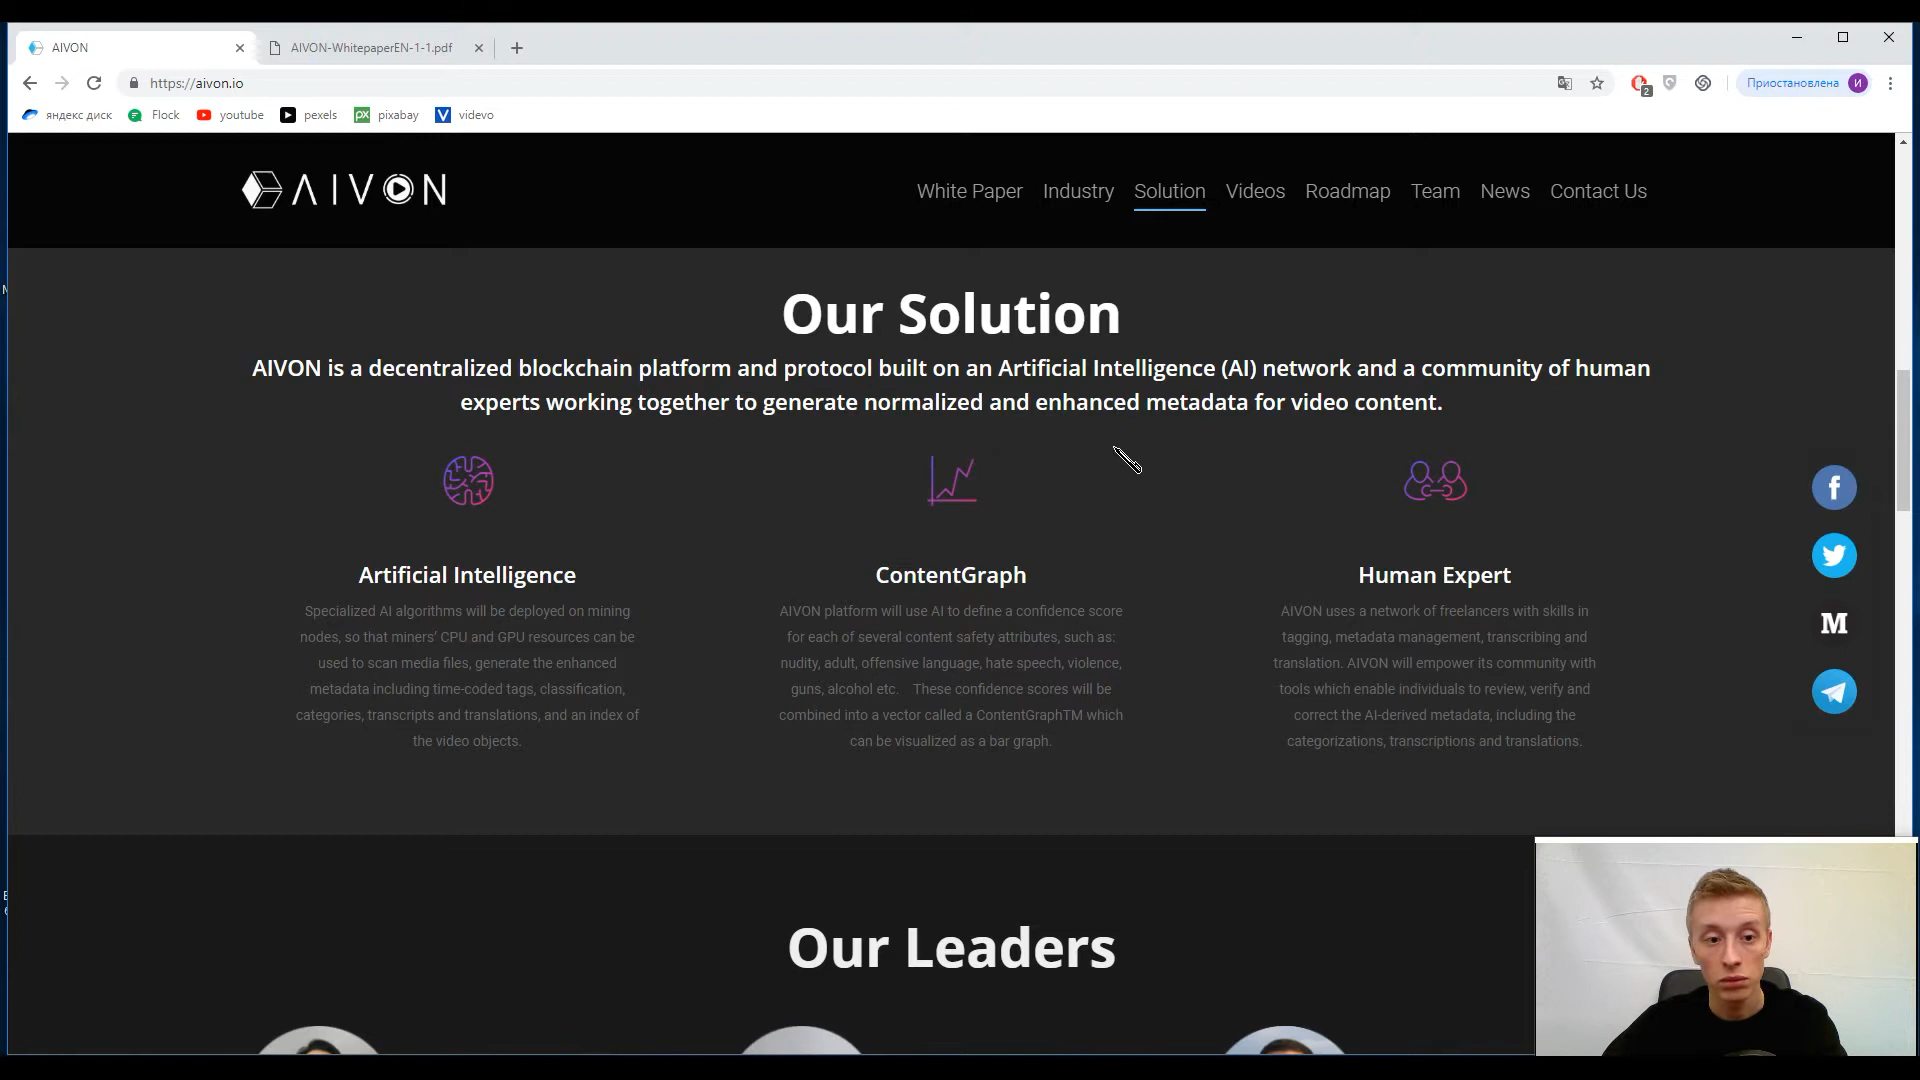 AIVON
AIVON-WhitepaperEN-1-1.pdf
https://aivon.io
2
Приостановлена
И
яндекс диск
Flock
youtube
px
pexels
pixabay
V
videvo
AIVON
White Paper
Industry
Solution
Videos
Roadmap
Team
News
Contact Us
Our Solution
AIVON is a decentralized blockchain platform and protocol built on an Artificial Intelligence (AI) network and a community of human
experts working together to generate normalized and enhanced metadata for video content.
Artificial Intelligence
Specialized AI algorithms will be deployed on mining
nodes, so that miners' CPU and GPU resources can be
used to scan media files, generate the enhanced
metadata including time-coded tags, classification,
categories, transcripts and translations, and an index of
the video objects.
ContentGraph
AIVON platform will use AI to define a confidence score
for each of several content safety attributes, such as:
nudity, adult, offensive language, hate speech, violence,
guns, alcohol etc. These confidence scores will be
combined into a vector called a ContentGraphTM which
can be visualized as a bar graph.
Human Expert
AIVON uses a network of freelancers with skills in
tagging, metadata management, transcribing and
translation. AIVON will empower its community with
tools which enable individuals to review, verify and
correct the AI-derived metadata, including the
categorizations, transcriptions and translations.
f
M
Our Leaders